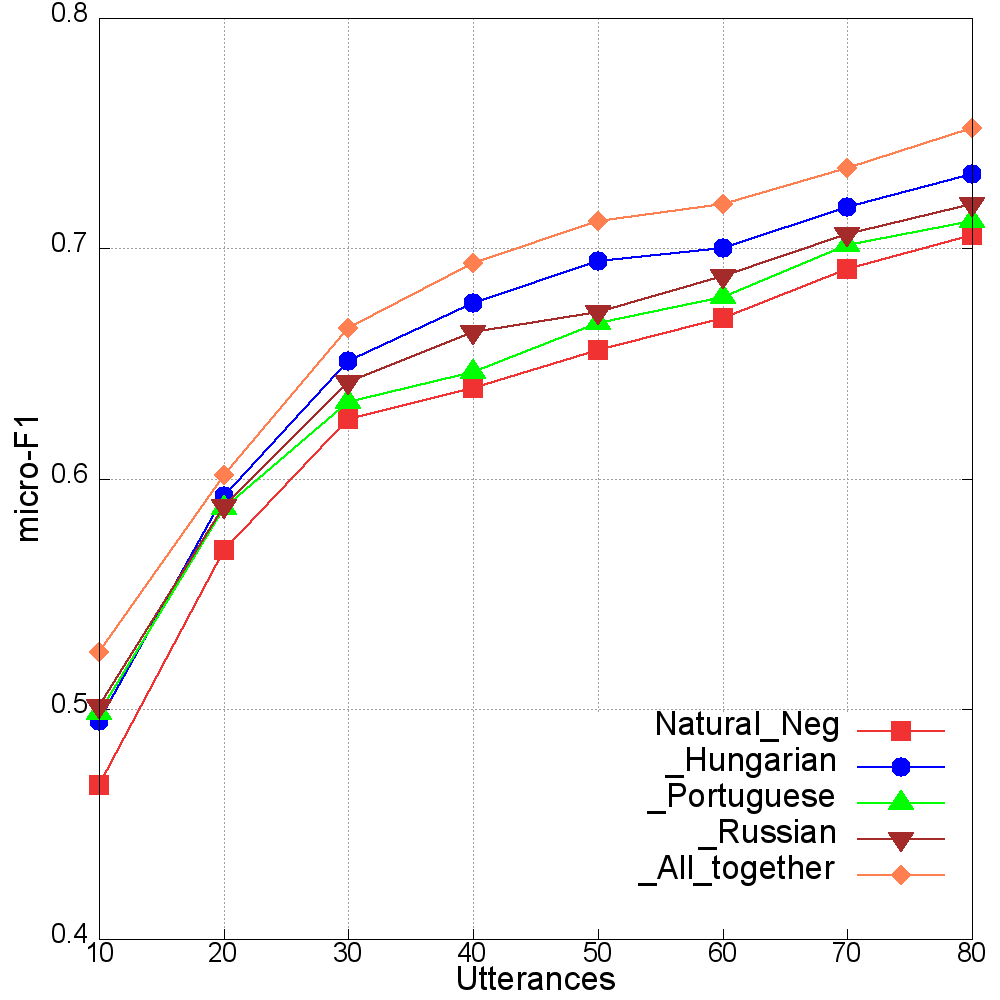 0.8
0.7
0.6
0.5
0.4
micro-F1
10 20 30 40 50 60 70 80
Utterances
Natural_Neg
_Hungarian
_Portuguese
_Russian
_All_together